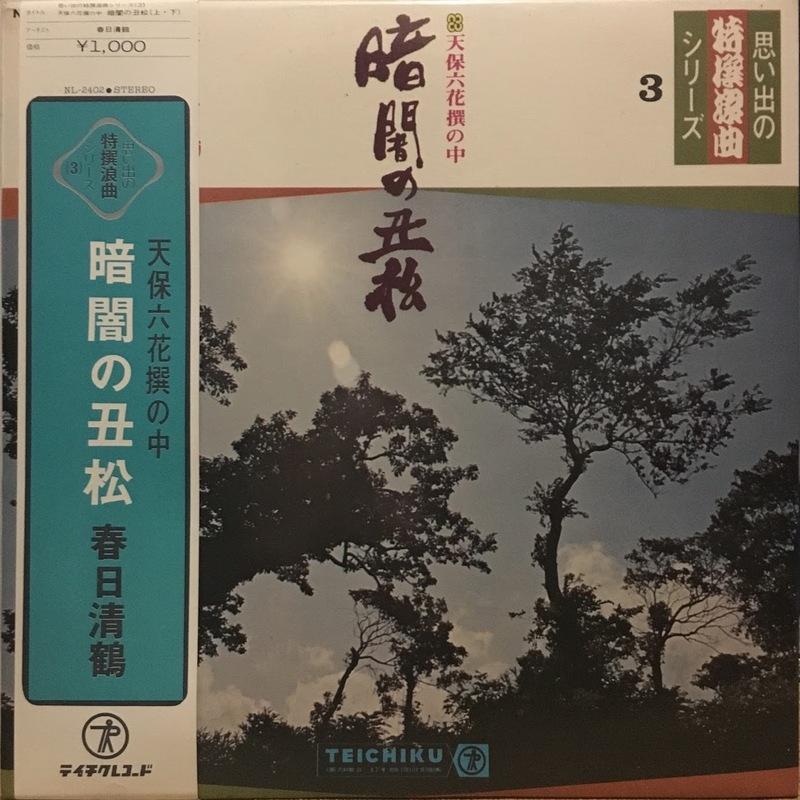 思い出の特撰浪曲シリーズ(3)
天保六花撰の中 暗闇の丑松(上・下)
春日清鶴
価格
¥1,000
NL-2402●STEREO
思い出の
特撰浪曲
シリーズ
(3)
天保六花撰の中
暗闇の丑松
春日清鶴
テイチクレコード
思い出の
特撰浪曲
シリーズ
3
天保六花撰の中
暗闇の丑松
TEICHIKU